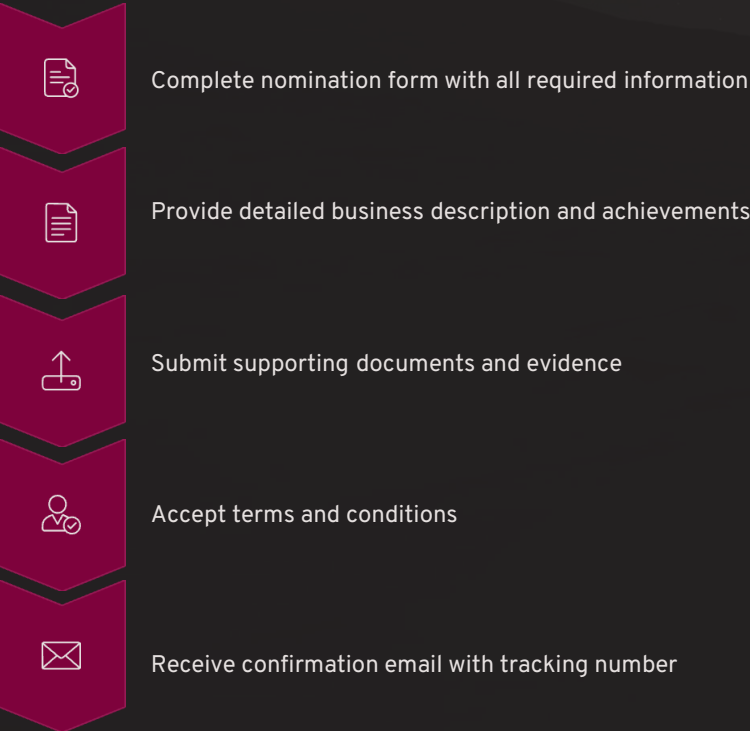 Complete nomination form with all required information
Provide detailed business description and achievements
Submit supporting documents and evidence
Accept terms and conditions
Receive confirmation email with tracking number